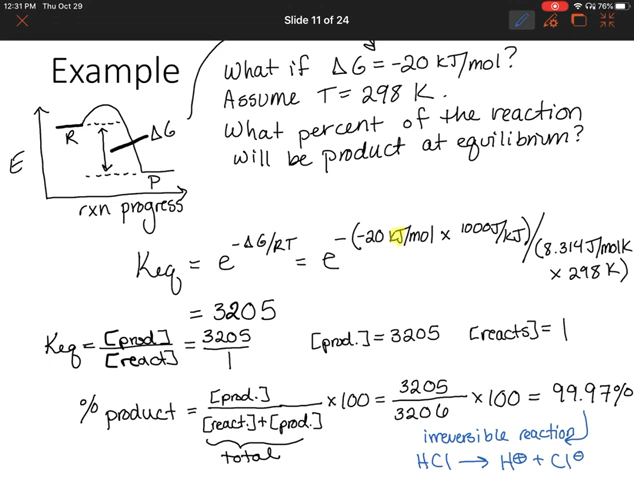 12:31 PM Thu Oct 29
76%
Slide 11 of 24
Example
What if ΔG = -20 kJ/mol?
Assume T = 298 K.
What percent of the reaction
will be product at equilibrium?
E
R
ΔG
P
rxn progress
Keq = e^(-ΔG/RT) = e^(-(-20 kJ/mol × 1000J/kJ)/(8.314 J/molK × 298 K))
= 3205
Keq = [prod.]/[react.] = 3205/1 [prod.] = 3205 [reacts] = 1
% product = [prod.]/([react.]+[prod.]) × 100 = 3205/3206 × 100 = 99.97%
total
irreversible reaction
HCl → H⊕ + Cl⊖